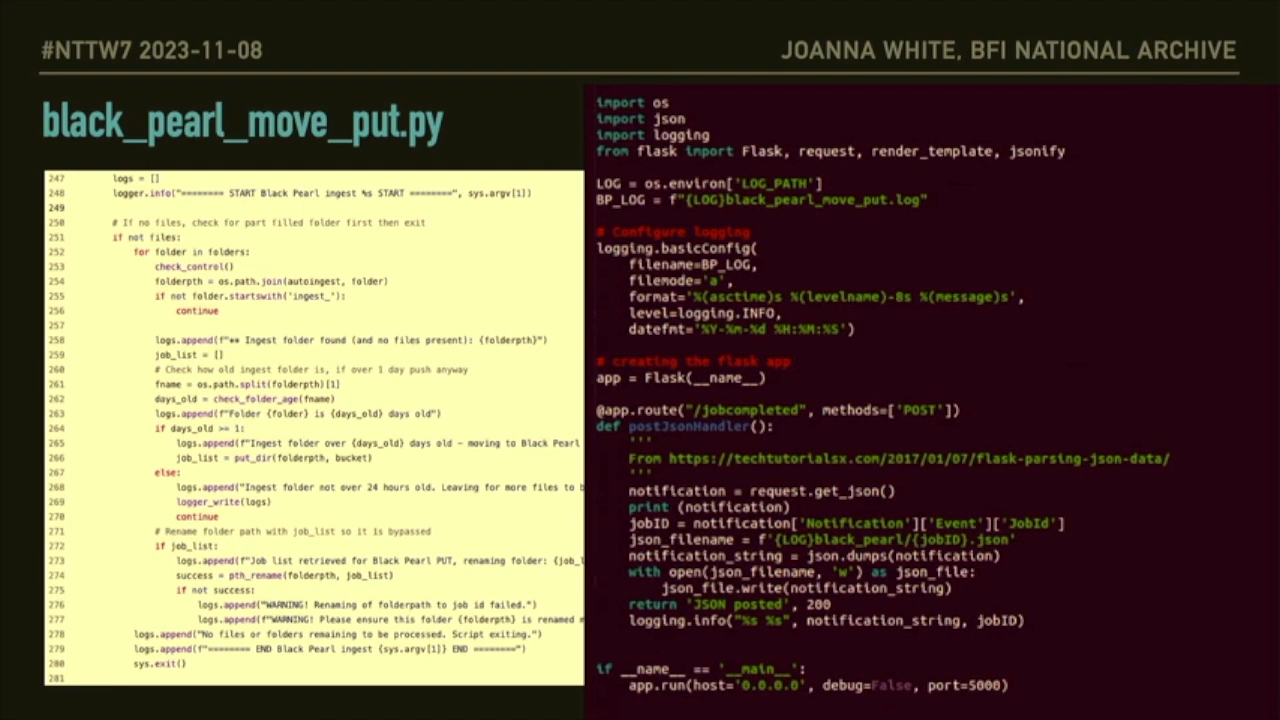 #NTTW7 2023-11-08
JOANNA WHITE, BFI NATIONAL ARCHIVE
black_pearl_move_put.py
247 logs = []
248 logger.info("======== START Black Pearl ingest %s START ========", sys.argv[1])
249
250 # If no files, check for part filled folder first then exit
251 if not files:
252 for folder in folders:
253 check_control()
254 folderpth = os.path.join(autoingest, folder)
255 if not folder.startswith('ingest_'):
256 continue
257
258 logs.append(f"** Ingest folder found (and no files present): {folderpth}")
259 job_list = []
260 # Check how old ingest folder is, if over 1 day push anyway
261 fname = os.path.split(folderpth)[1]
262 days_old = check_folder_age(fname)
263 logs.append(f"Folder {folder} is {days_old} days old")
264 if days_old >= 1:
265 logs.append(f"Ingest folder over {days_old} days old - moving to Black Pearl
266 job_list = put_dir(folderpth, bucket)
267 else:
268 logs.append("Ingest folder not over 24 hours old. Leaving for more files to b
269 logger_write(logs)
270 continue
271 # Rename folder path with job_list so it is bypassed
272 if job_list:
273 logs.append(f"Job list retrieved for Black Pearl PUT, renaming folder: {job_l
274 success = pth_rename(folderpth, job_list)
275 if not success:
276 logs.append("WARNING! Renaming of folderpath to job id failed.")
277 logs.append(f"WARNING! Please ensure this folder {folderpth} is renamed m
278 logs.append("No files or folders remaining to be processed. Script exiting.")
279 logs.append(f"======== END Black Pearl ingest {sys.argv[1]} END ========")
280 sys.exit()
281
import os
import json
import logging
from flask import Flask, request, render_template, jsonify
LOG = os.environ['LOG_PATH']
BP_LOG = f"{LOG}black_pearl_move_put.log"
# Configure logging
logging.basicConfig(
filename=BP_LOG,
filemode='a',
format='%(asctime)s %(levelname)-8s %(message)s',
level=logging.INFO,
datefmt='%Y-%m-%d %H:%M:%S')
# creating the flask app
app = Flask(__name__)
@app.route("/jobcompleted", methods=['POST'])
def postJsonHandler():
'''
From https://techtutorialsx.com/2017/01/07/flask-parsing-json-data/
'''
notification = request.get_json()
print (notification)
jobID = notification['Notification']['Event']['JobId']
json_filename = f'{LOG}black_pearl/{jobID}.json'
notification_string = json.dumps(notification)
with open(json_filename, 'w') as json_file:
json_file.write(notification_string)
return 'JSON posted', 200
logging.info("%s %s", notification_string, jobID)
if __name__ == '__main__':
app.run(host='0.0.0.0', debug=False, port=5000)